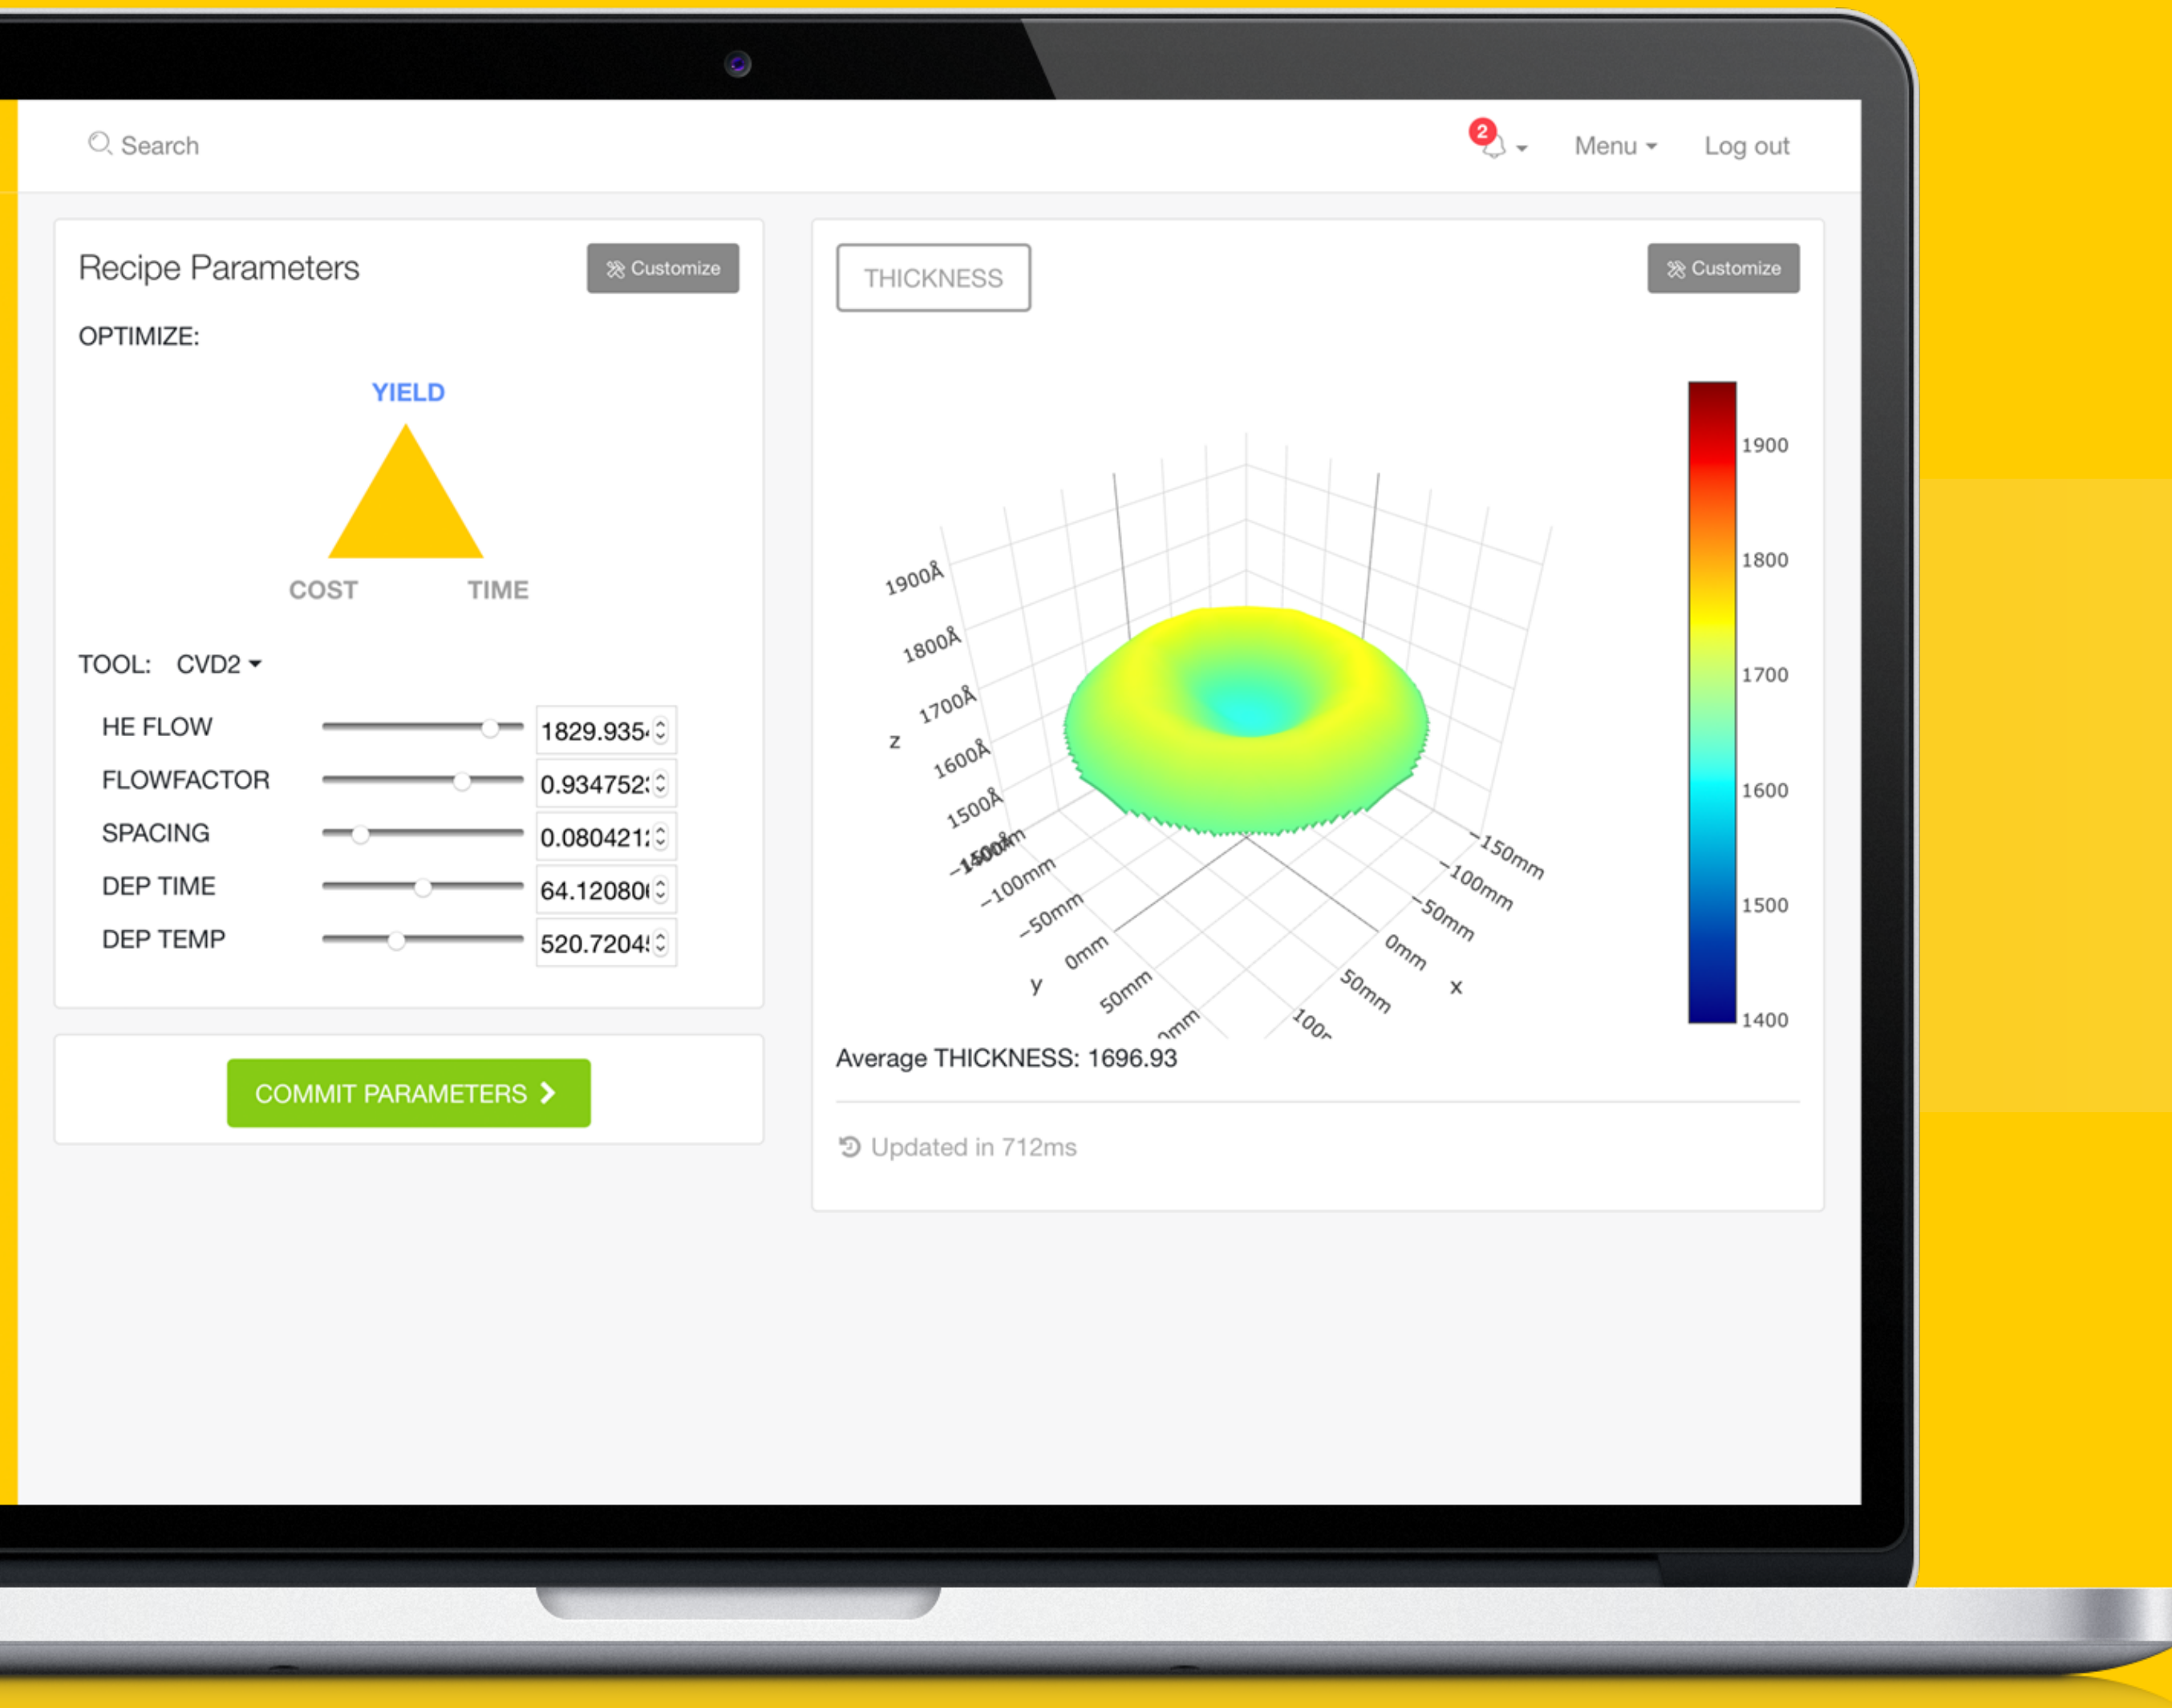 Search
2
Menu
Log out
Recipe Parameters
Customize
OPTIMIZE:
YIELD
COST
TIME
TOOL: CVD2
HE FLOW 1829.935
FLOWFACTOR 0.934752
SPACING 0.080421
DEP TIME 64.12080
DEP TEMP 520.7204
COMMIT PARAMETERS
THICKNESS
Customize
1900Å
1800Å
1700Å
1600Å
1500Å
z
−100mm
−50mm
0mm
50mm
y
−150mm
−100mm
−50mm
0mm
50mm
x
1900
1800
1700
1600
1500
1400
Average THICKNESS: 1696.93
Updated in 712ms